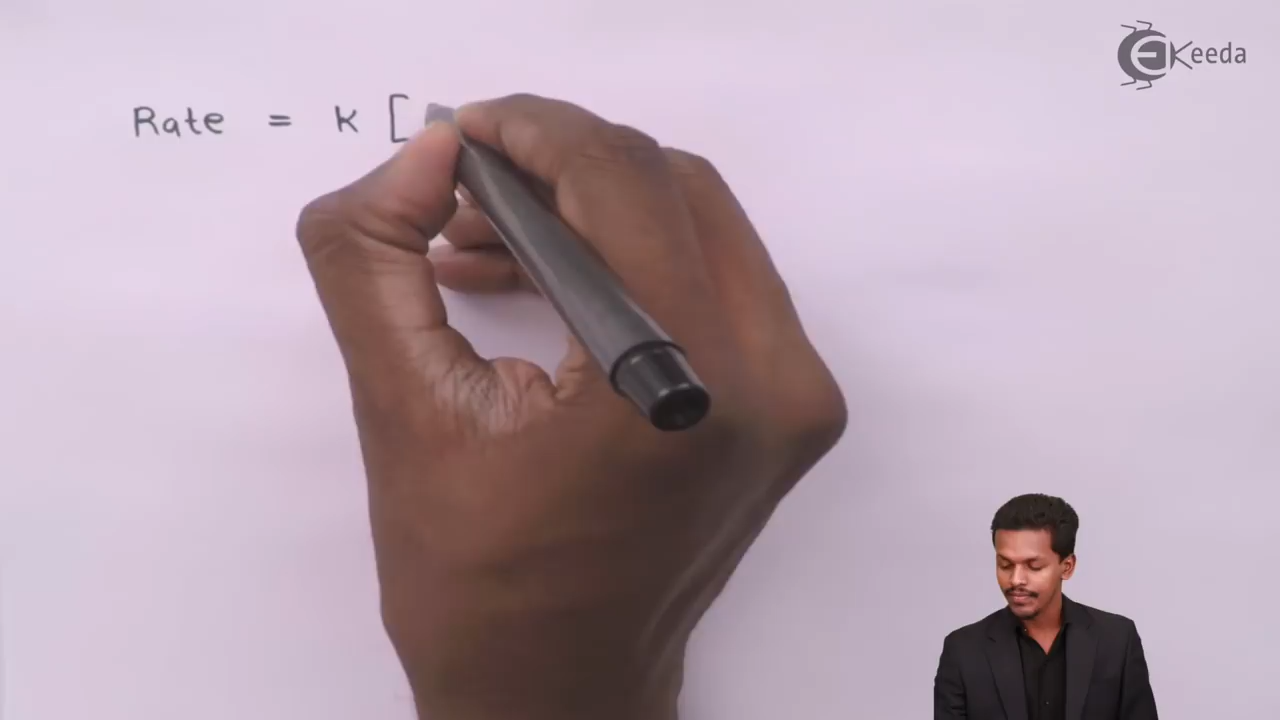 Rate = k [
EKeeda